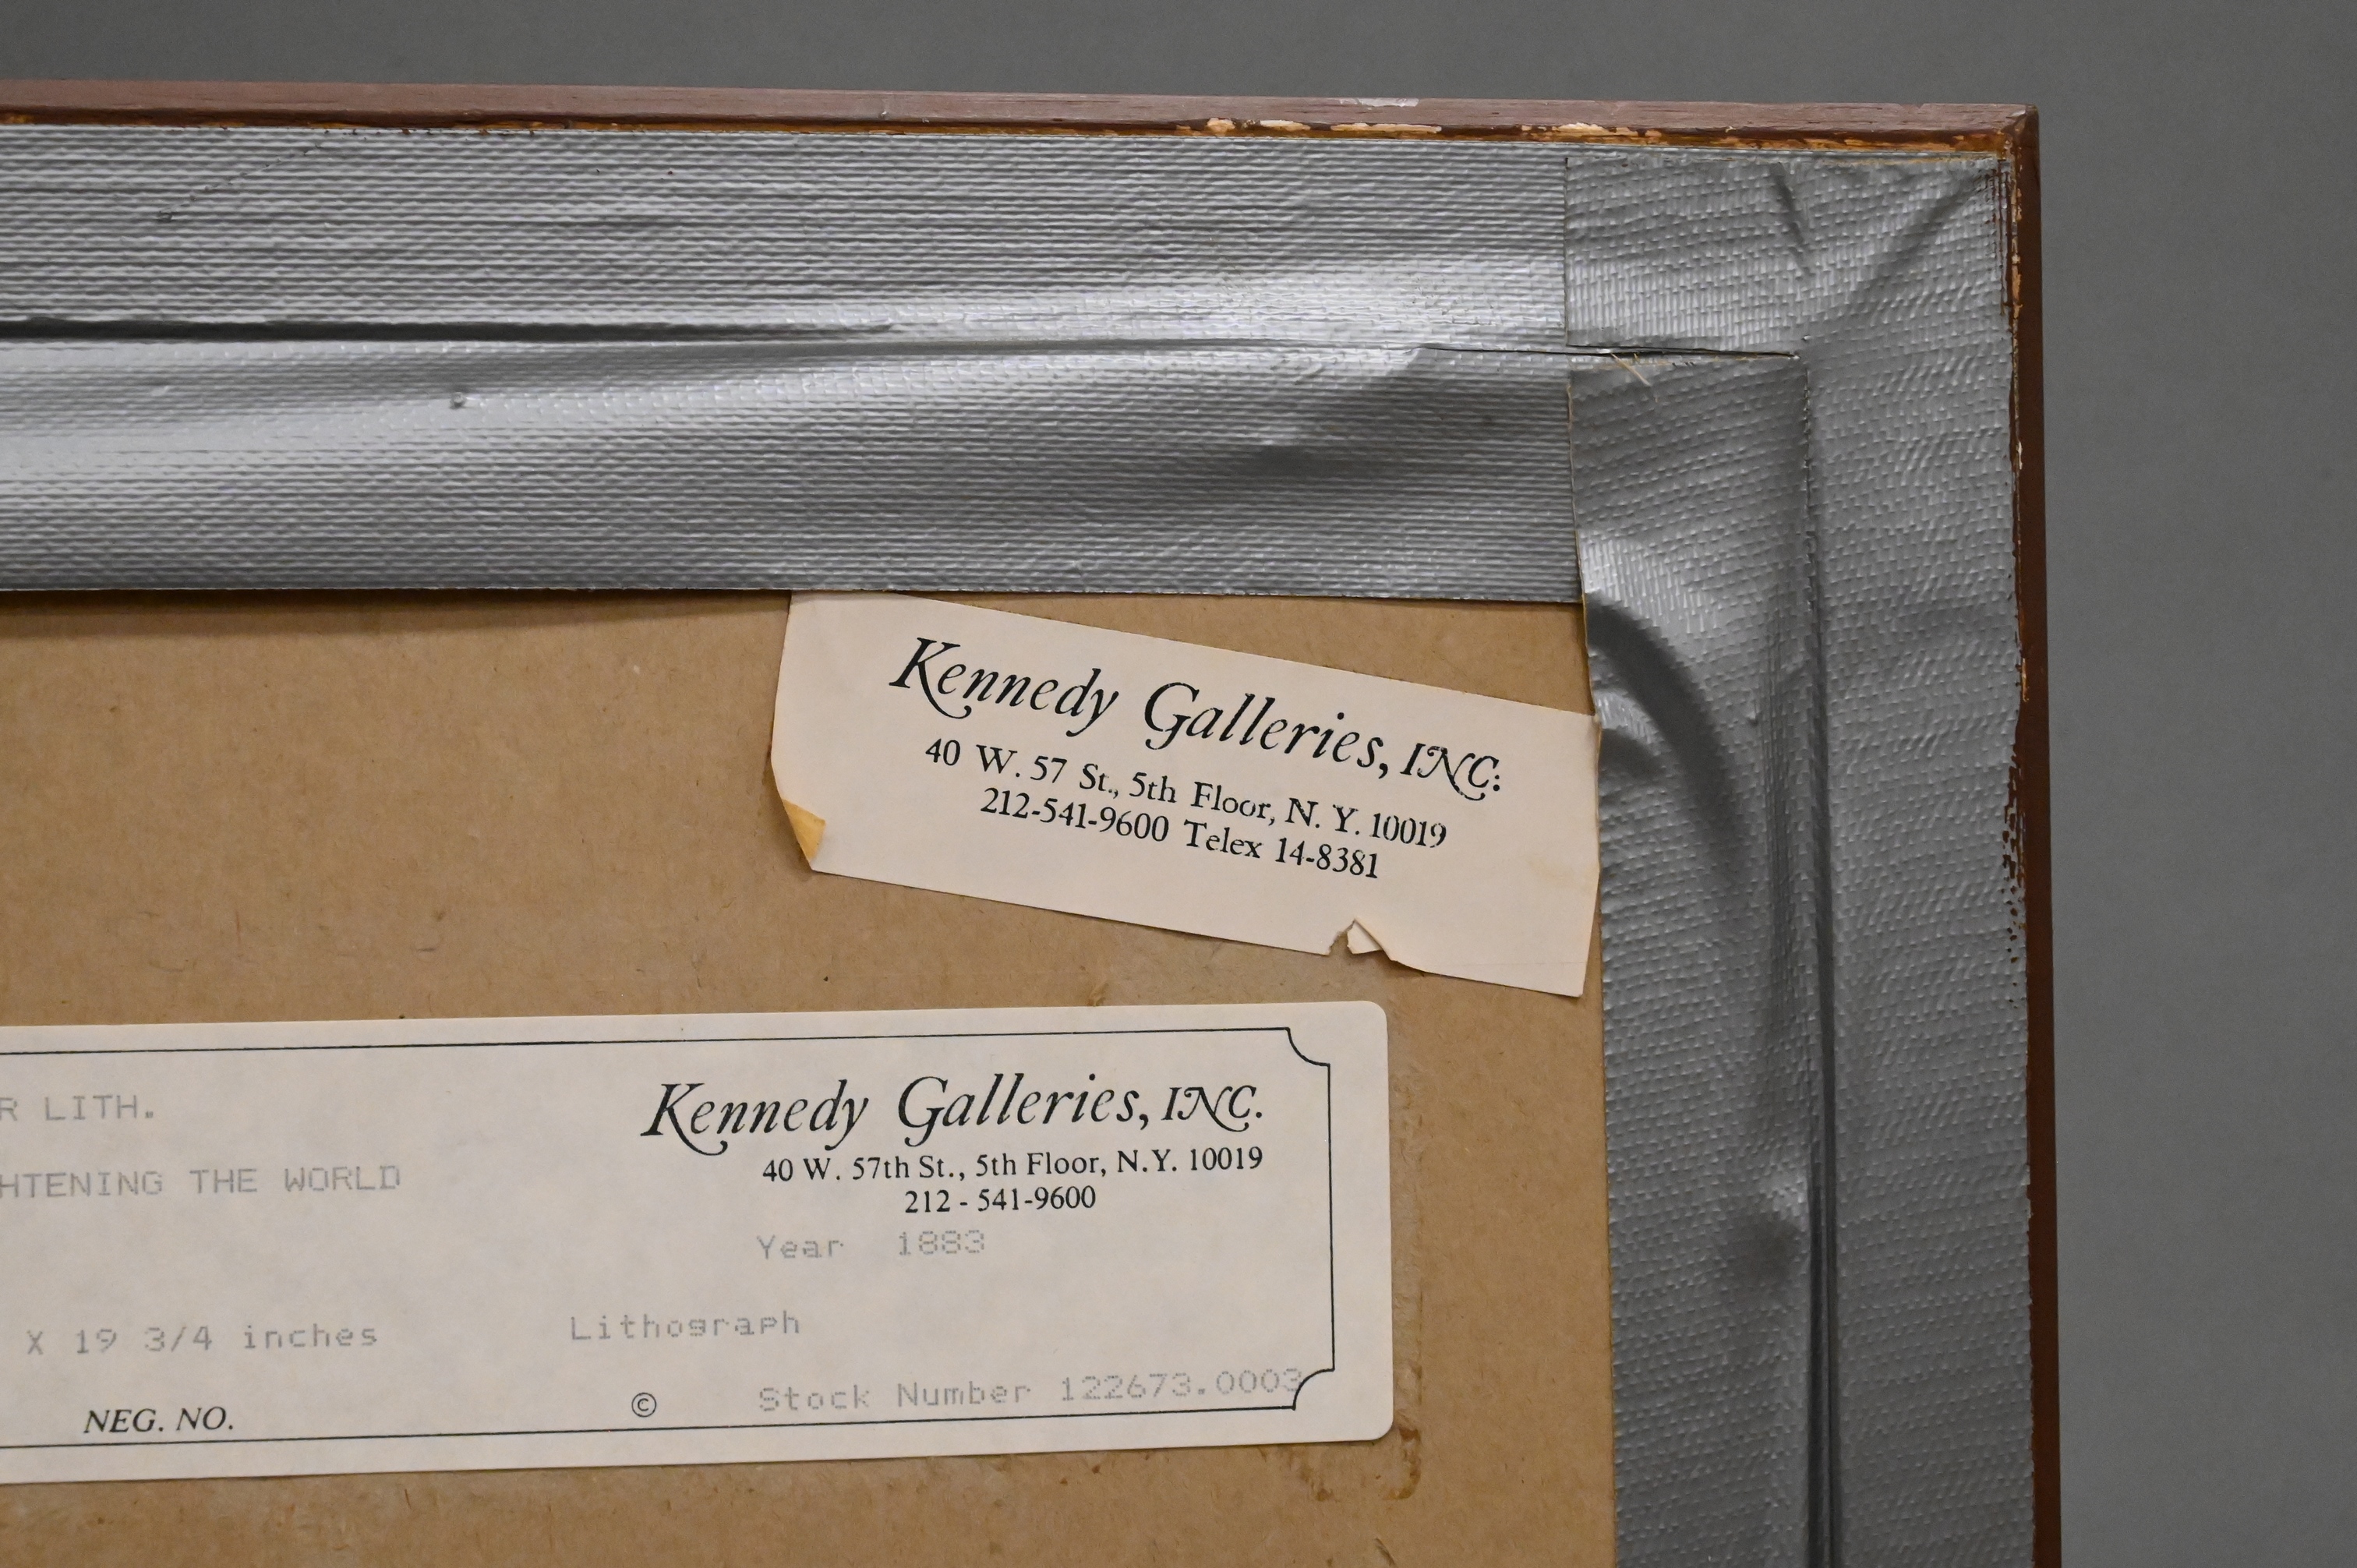 Kennedy Galleries, INC:
40 W. 57 St., 5th Floor, N. Y. 10019
212-541-9600 Telex 14-8381
R LITH.
Kennedy Galleries, INC.
40 W. 57th St., 5th Floor, N.Y. 10019
HTENING THE WORLD
212 - 541-9600
Year 1883
X 19 3/4 inches
Lithograph
NEG. NO.
© Stock Number 122673.0003